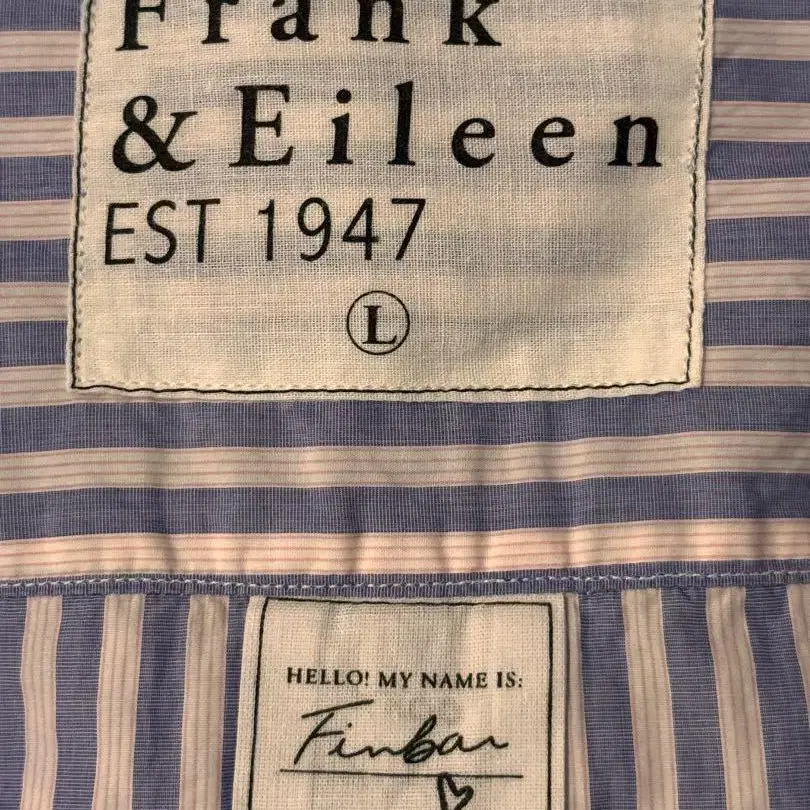 Frank
& Eileen
EST 1947
L
HELLO! MY NAME IS:
Finbar